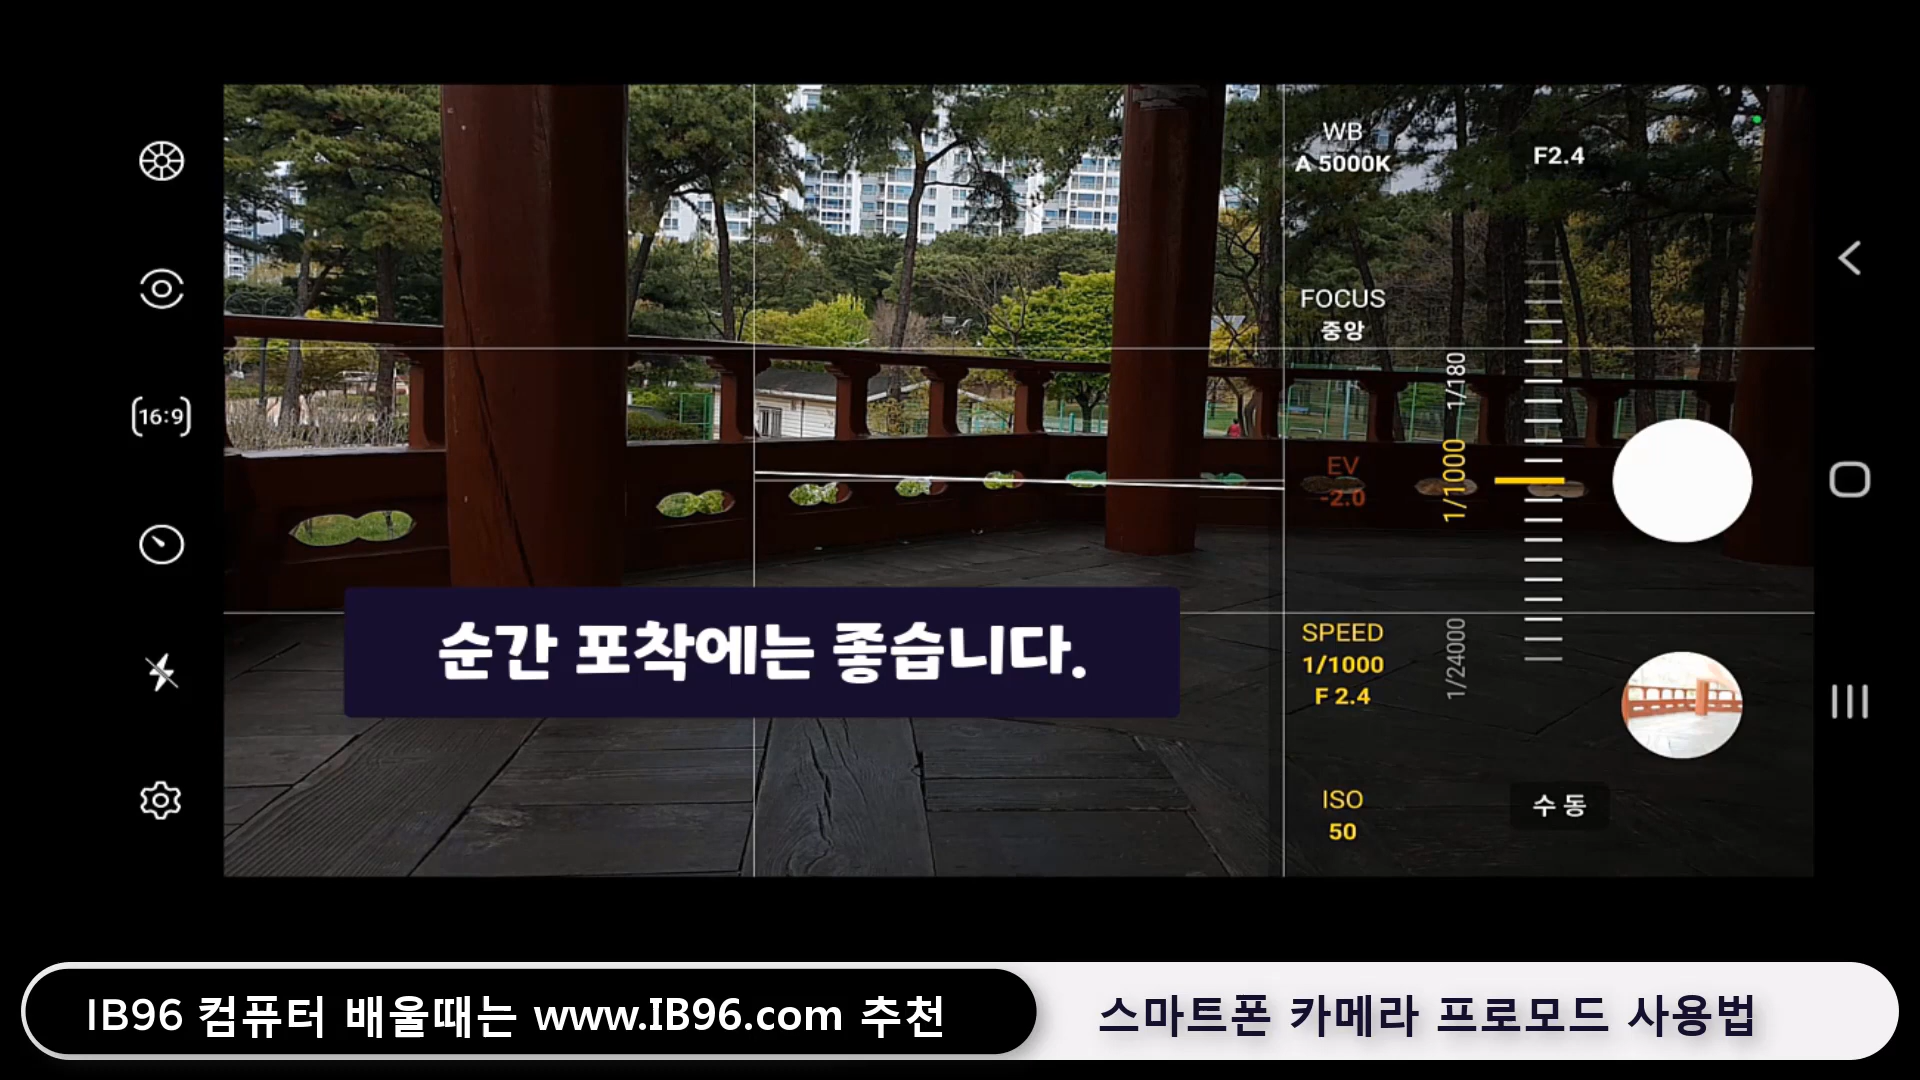 16:9
WB
A 5000K
F2.4
FOCUS
중앙
1/180
EV
-2.0
1/1000
SPEED
1/1000
F 2.4
1/24000
ISO
50
수동
순간 포착에는 좋습니다.
IB96 컴퓨터 배울때는 www.IB96.com 추천
스마트폰 카메라 프로모드 사용법